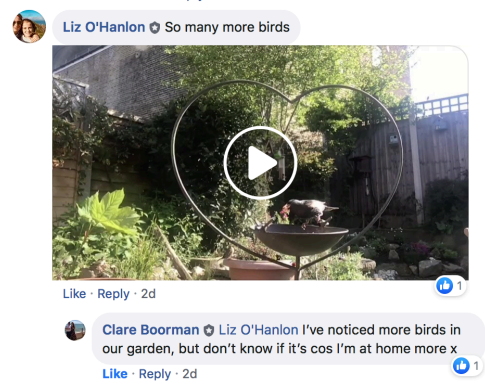 Liz O'Hanlon So many more birds
Like · Reply · 2d
1
Clare Boorman Liz O'Hanlon I've noticed more birds in
our garden, but don't know if it's cos I'm at home more x
Like · Reply · 2d
1